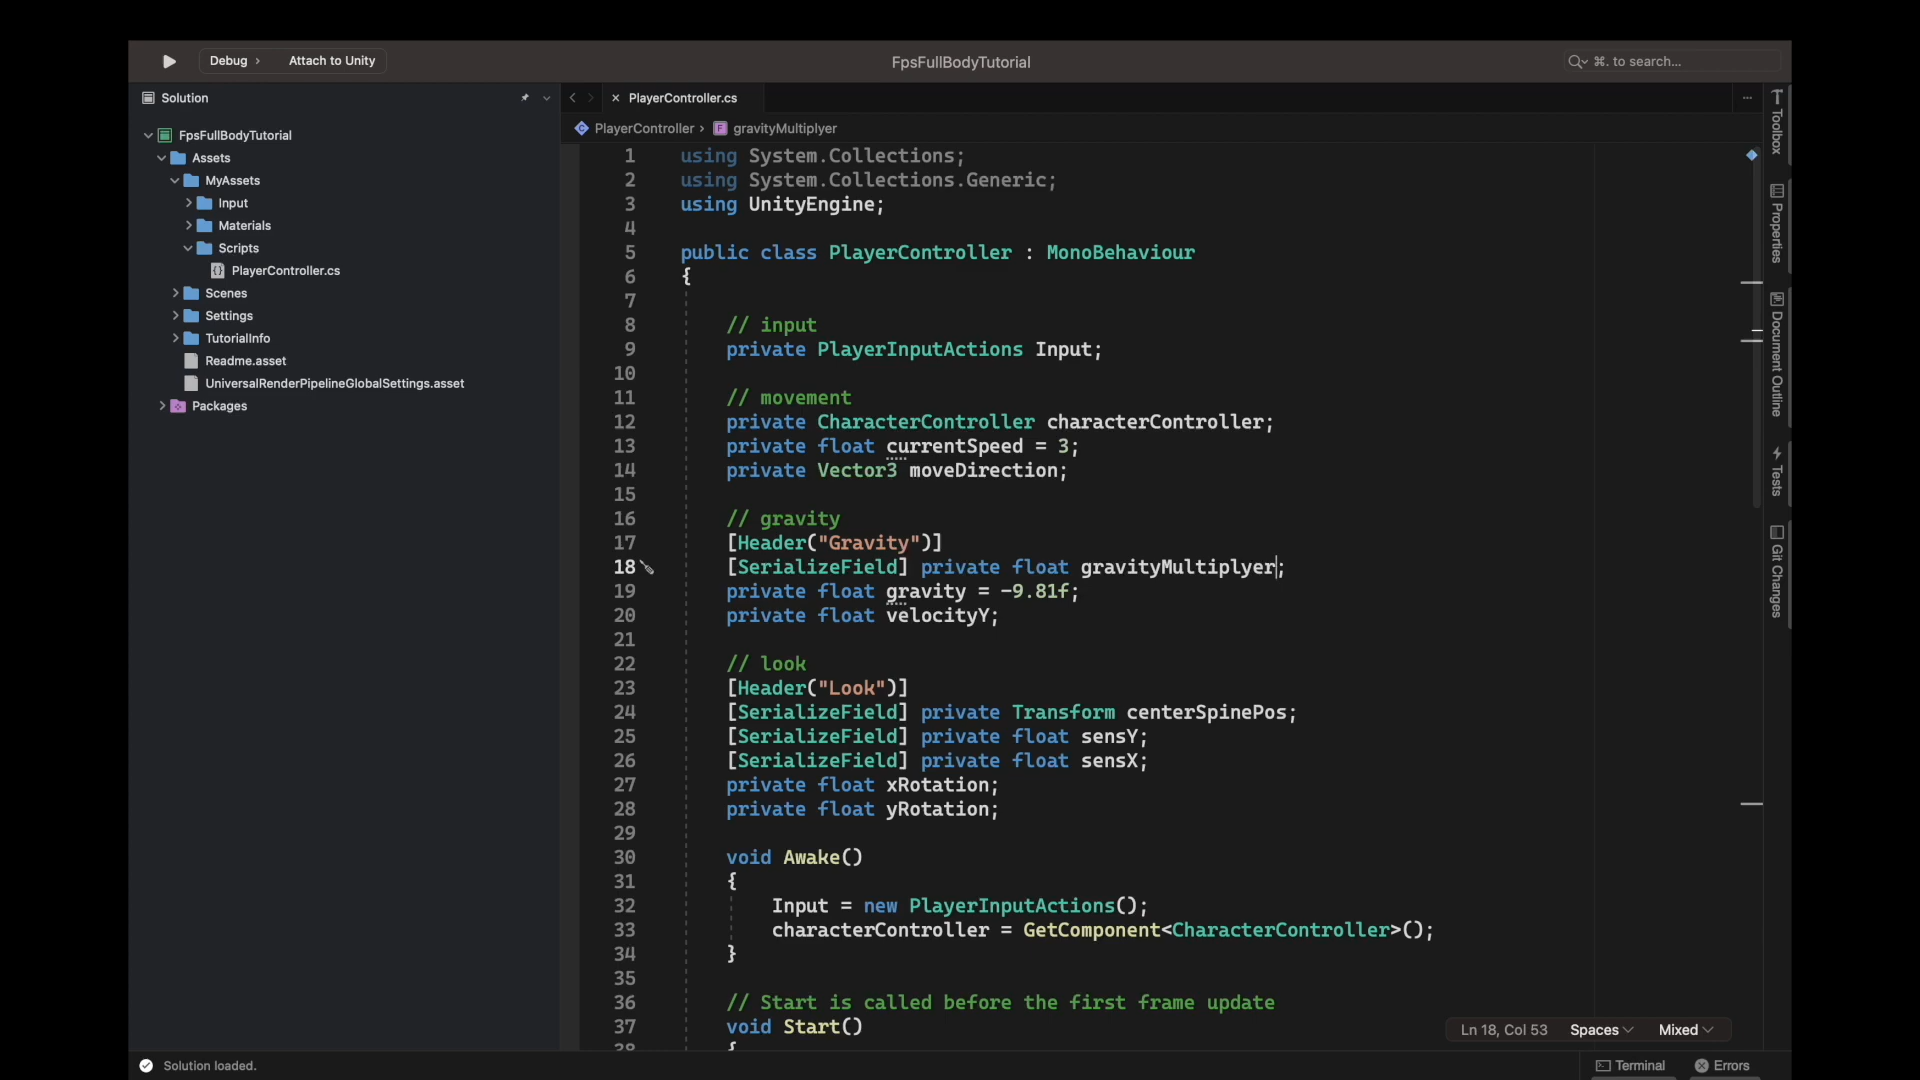 Debug › Attach to Unity
FpsFullBodyTutorial
⌘. to search...
Solution
FpsFullBodyTutorial
Assets
MyAssets
Input
Materials
Scripts
PlayerController.cs
Scenes
Settings
TutorialInfo
Readme.asset
UniversalRenderPipelineGlobalSettings.asset
Packages
PlayerController.cs
PlayerController › F gravityMultiplyer
1 using System.Collections;
2 using System.Collections.Generic;
3 using UnityEngine;
4
5 public class PlayerController : MonoBehaviour
6 {
7
8 // input
9 private PlayerInputActions Input;
10
11 // movement
12 private CharacterController characterController;
13 private float currentSpeed = 3;
14 private Vector3 moveDirection;
15
16 // gravity
17 [Header("Gravity")]
18 [SerializeField] private float gravityMultiplyer;
19 private float gravity = -9.81f;
20 private float velocityY;
21
22 // look
23 [Header("Look")]
24 [SerializeField] private Transform centerSpinePos;
25 [SerializeField] private float sensY;
26 [SerializeField] private float sensX;
27 private float xRotation;
28 private float yRotation;
29
30 void Awake()
31 {
32 Input = new PlayerInputActions();
33 characterController = GetComponent<CharacterController>();
34 }
35
36 // Start is called before the first frame update
37 void Start()
38 {
Ln 18, Col 53 Spaces Mixed
Toolbox
Properties
Document Outline
Tests
Git Changes
Solution loaded.
Terminal
Errors